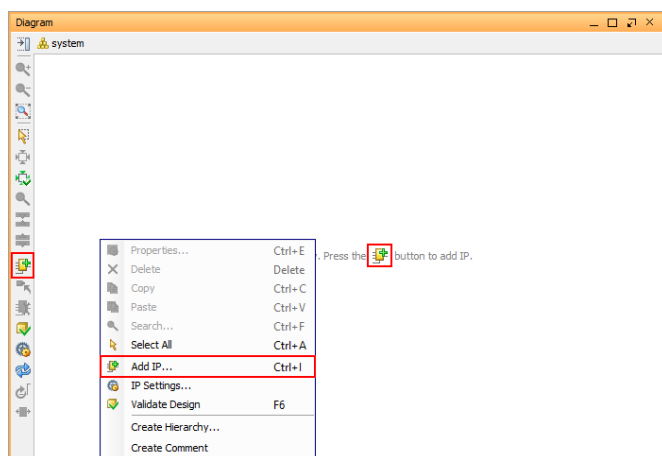 Diagram
system
Properties... Ctrl+E
. Press the button to add IP.
Delete Delete
Copy Ctrl+C
Paste Ctrl+V
Search... Ctrl+F
Select All Ctrl+A
Add IP... Ctrl+I
IP Settings...
Validate Design F6
Create Hierarchy...
Create Comment